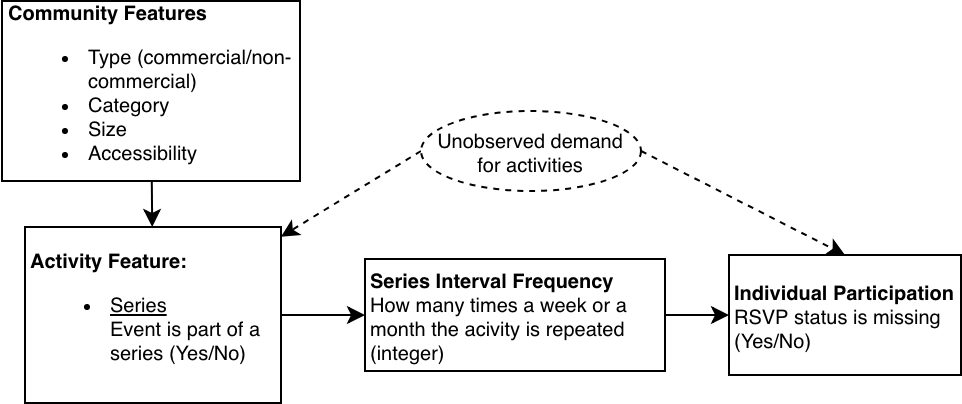 Community Features
• Type (commercial/non-
commercial)
• Category
• Size
• Accessibility
Unobserved demand
for activities
Activity Feature:
• Series
Event is part of a
series (Yes/No)
Series Interval Frequency
How many times a week or a
month the acivity is repeated
(integer)
Individual Participation
RSVP status is missing
(Yes/No)